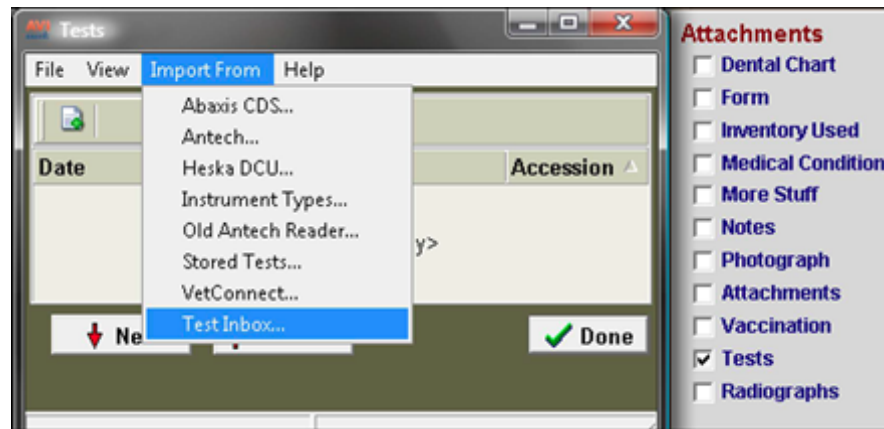 AVI
Tests
File View Import From Help
Abaxis CDS...
Antech...
Heska DCU...
Instrument Types...
Old Antech Reader...
Stored Tests...
VetConnect...
Test Inbox...
Date Accession
y>
Ne
Done
Attachments
Dental Chart
Form
Inventory Used
Medical Condition
More Stuff
Notes
Photograph
Attachments
Vaccination
Tests
Radiographs